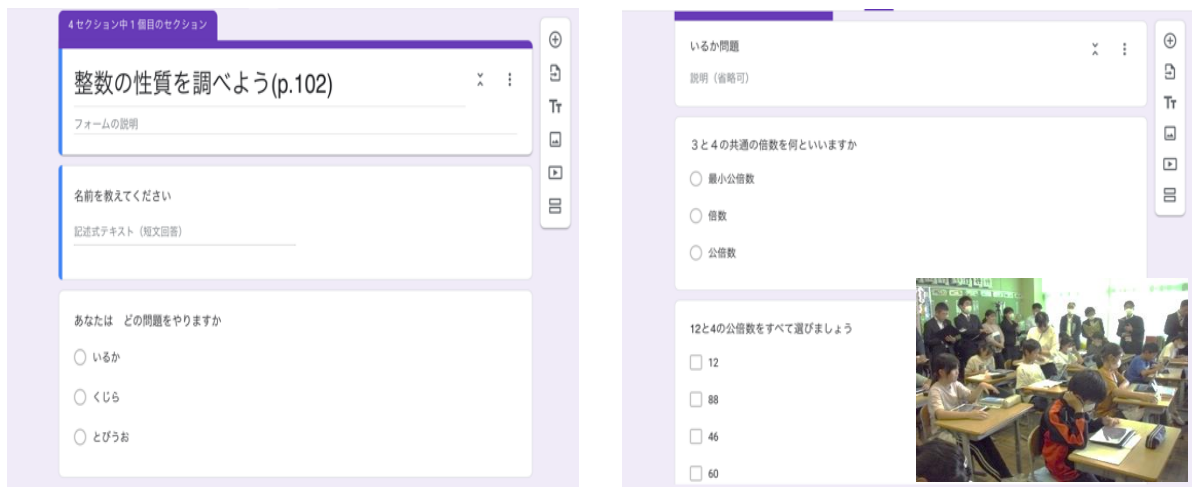 4セクション中1個目のセクション
整数の性質を調べよう(p.102)
フォームの説明
名前を教えてください
記述式テキスト（短文回答）
あなたは　どの問題をやりますか
いるか
くじら
とびうお
いるか問題
説明（省略可）
３と４の共通の倍数を何といいますか
最小公倍数
倍数
公倍数
12と4の公倍数をすべて選びましょう
12
88
46
60